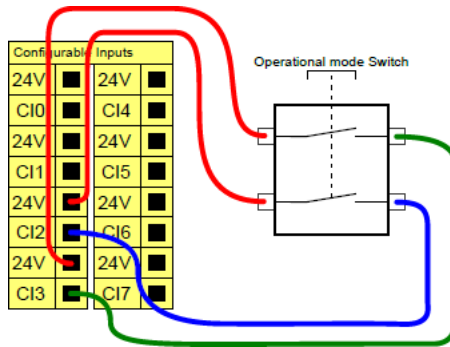 Configurable Inputs
Operational mode Switch
24V 24V
CI0 CI4
24V 24V
CI1 CI5
24V 24V
CI2 CI6
24V 24V
CI3 CI7